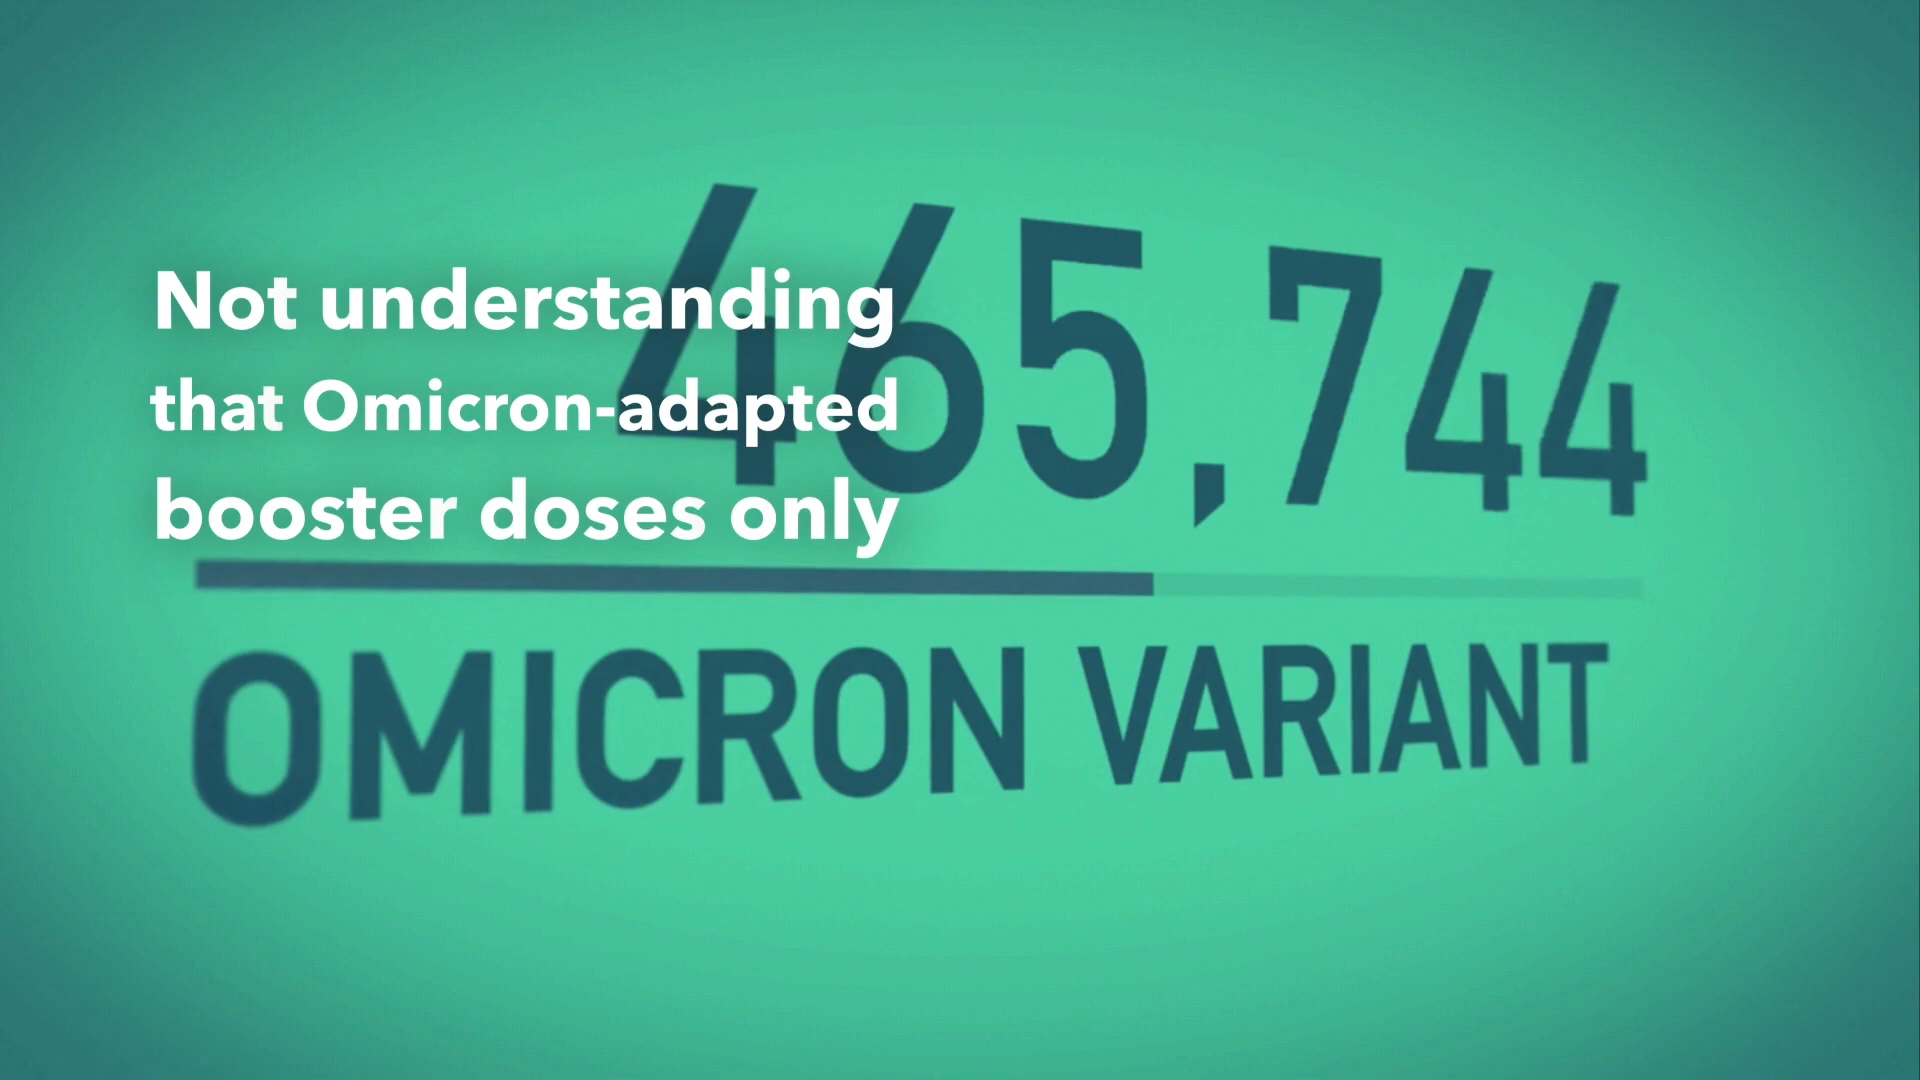 Not understanding
that Omicron-adapted
booster doses only
465,744
OMICRON VARIANT